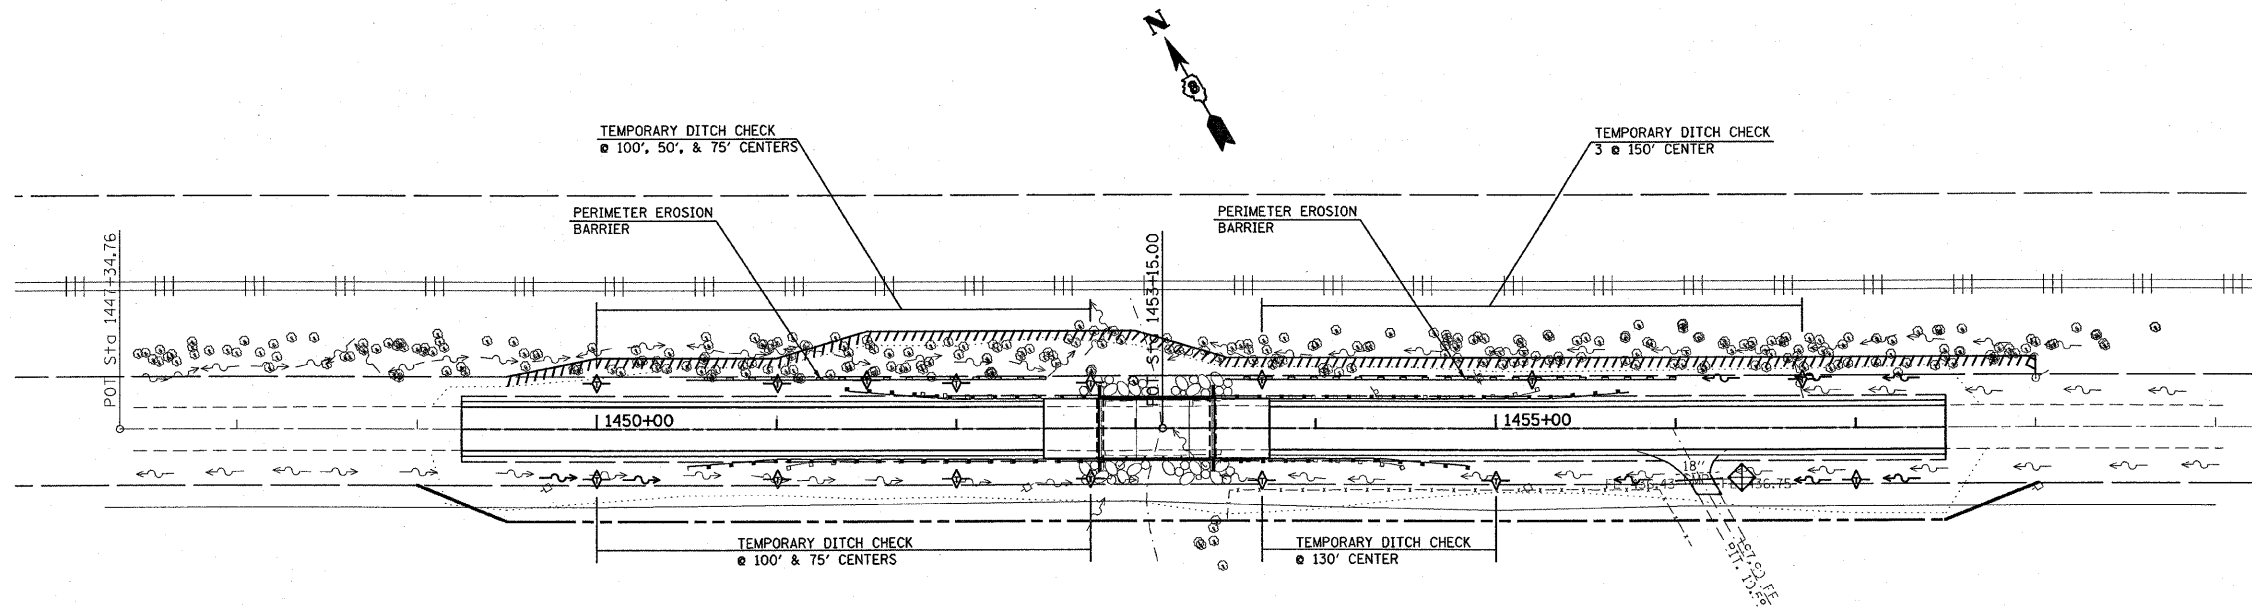 N
TEMPORARY DITCH CHECK
@ 100', 50', & 75' CENTERS
TEMPORARY DITCH CHECK
3 @ 150' CENTER
PERIMETER EROSION
BARRIER
PERIMETER EROSION
BARRIER
POT Sta 1447+34.76
1453+15.00
1450+00
1455+00
18"
TEMPORARY DITCH CHECK
@ 100' & 75' CENTERS
TEMPORARY DITCH CHECK
@ 130' CENTER